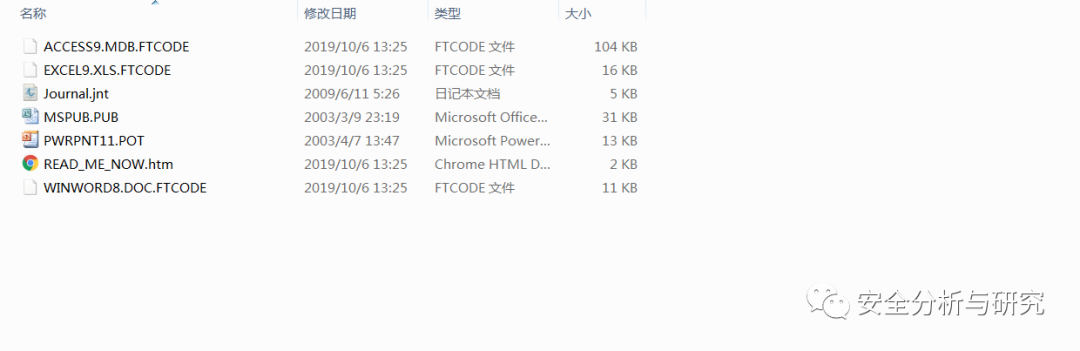 名称 修改日期 类型 大小
ACCESS9.MDB.FTCODE 2019/10/6 13:25 FTCODE 文件 104 KB
EXCEL9.XLS.FTCODE 2019/10/6 13:25 FTCODE 文件 16 KB
Journal.jnt 2009/6/11 5:26 日记本文档 5 KB
MSPUB.PUB 2003/3/9 23:19 Microsoft Office... 31 KB
PWRPNT11.POT 2003/4/7 13:47 Microsoft Power... 13 KB
READ_ME_NOW.htm 2019/10/6 13:25 Chrome HTML D... 2 KB
WINWORD8.DOC.FTCODE 2019/10/6 13:25 FTCODE 文件 11 KB
安全分析与研究